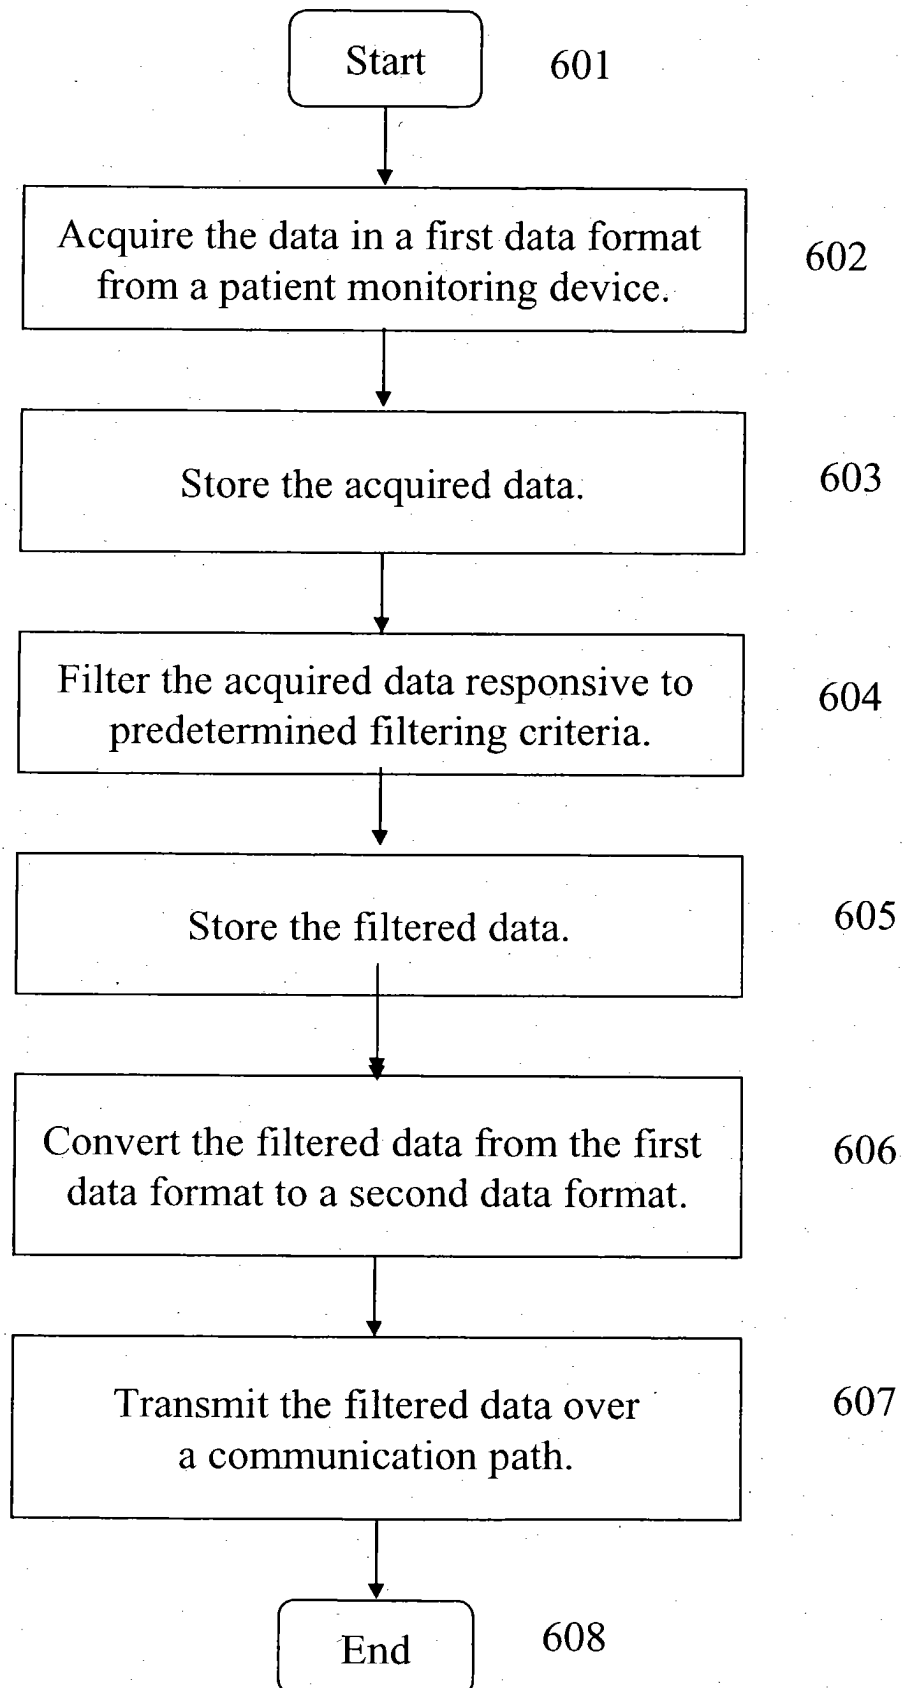 Start 601
Acquire the data in a first data format
from a patient monitoring device.
602
Store the acquired data. 603
Filter the acquired data responsive to
predetermined filtering criteria.
604
Store the filtered data. 605
Convert the filtered data from the first
data format to a second data format.
606
Transmit the filtered data over
a communication path.
607
End 608